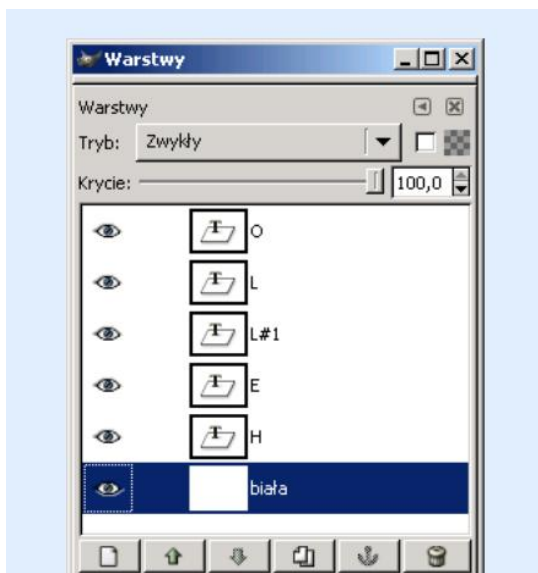 Warstwy
Warstwy
Tryb: Zwykły
Krycie: 100,0
O
L
L#1
E
H
biała